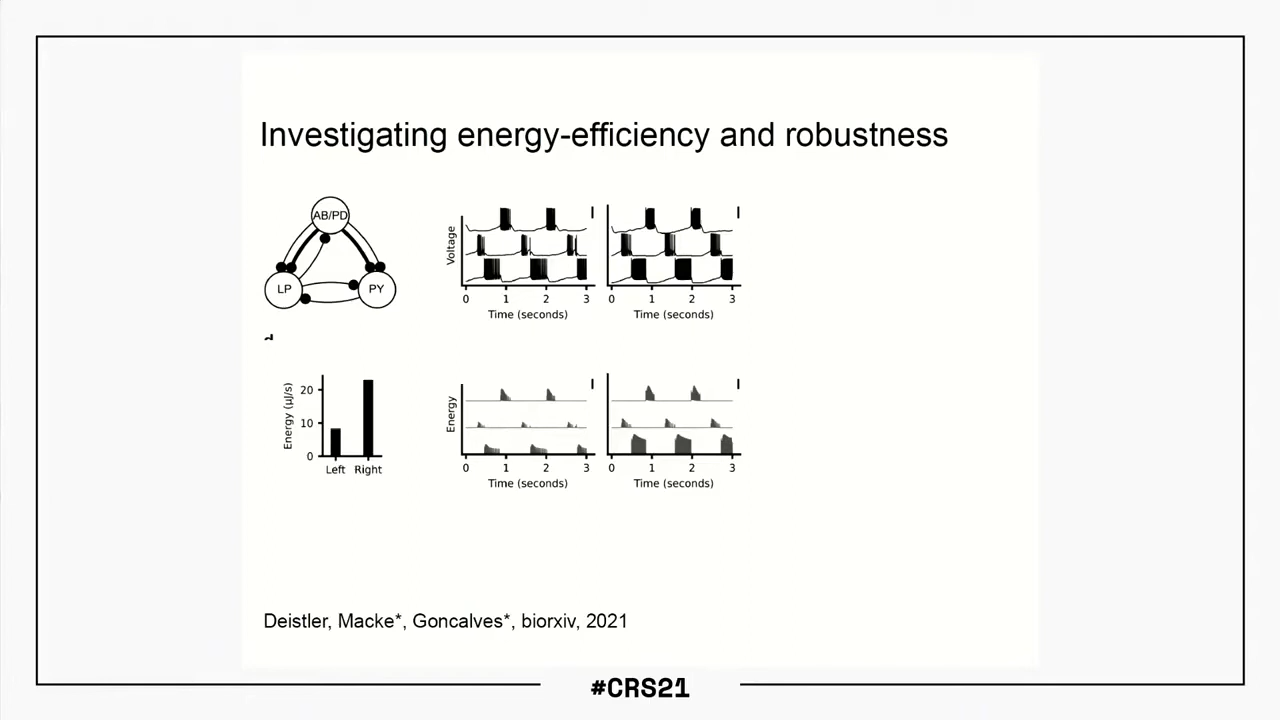 Investigating energy-efficiency and robustness
AB/PD
LP
PY
Voltage
0 1 2 3
Time (seconds)
0 1 2 3
Time (seconds)
20
10
0
Energy (μJ/s)
Left Right
Energy
0 1 2 3
Time (seconds)
0 1 2 3
Time (seconds)
Deistler, Macke*, Goncalves*, biorxiv, 2021
#CRS21